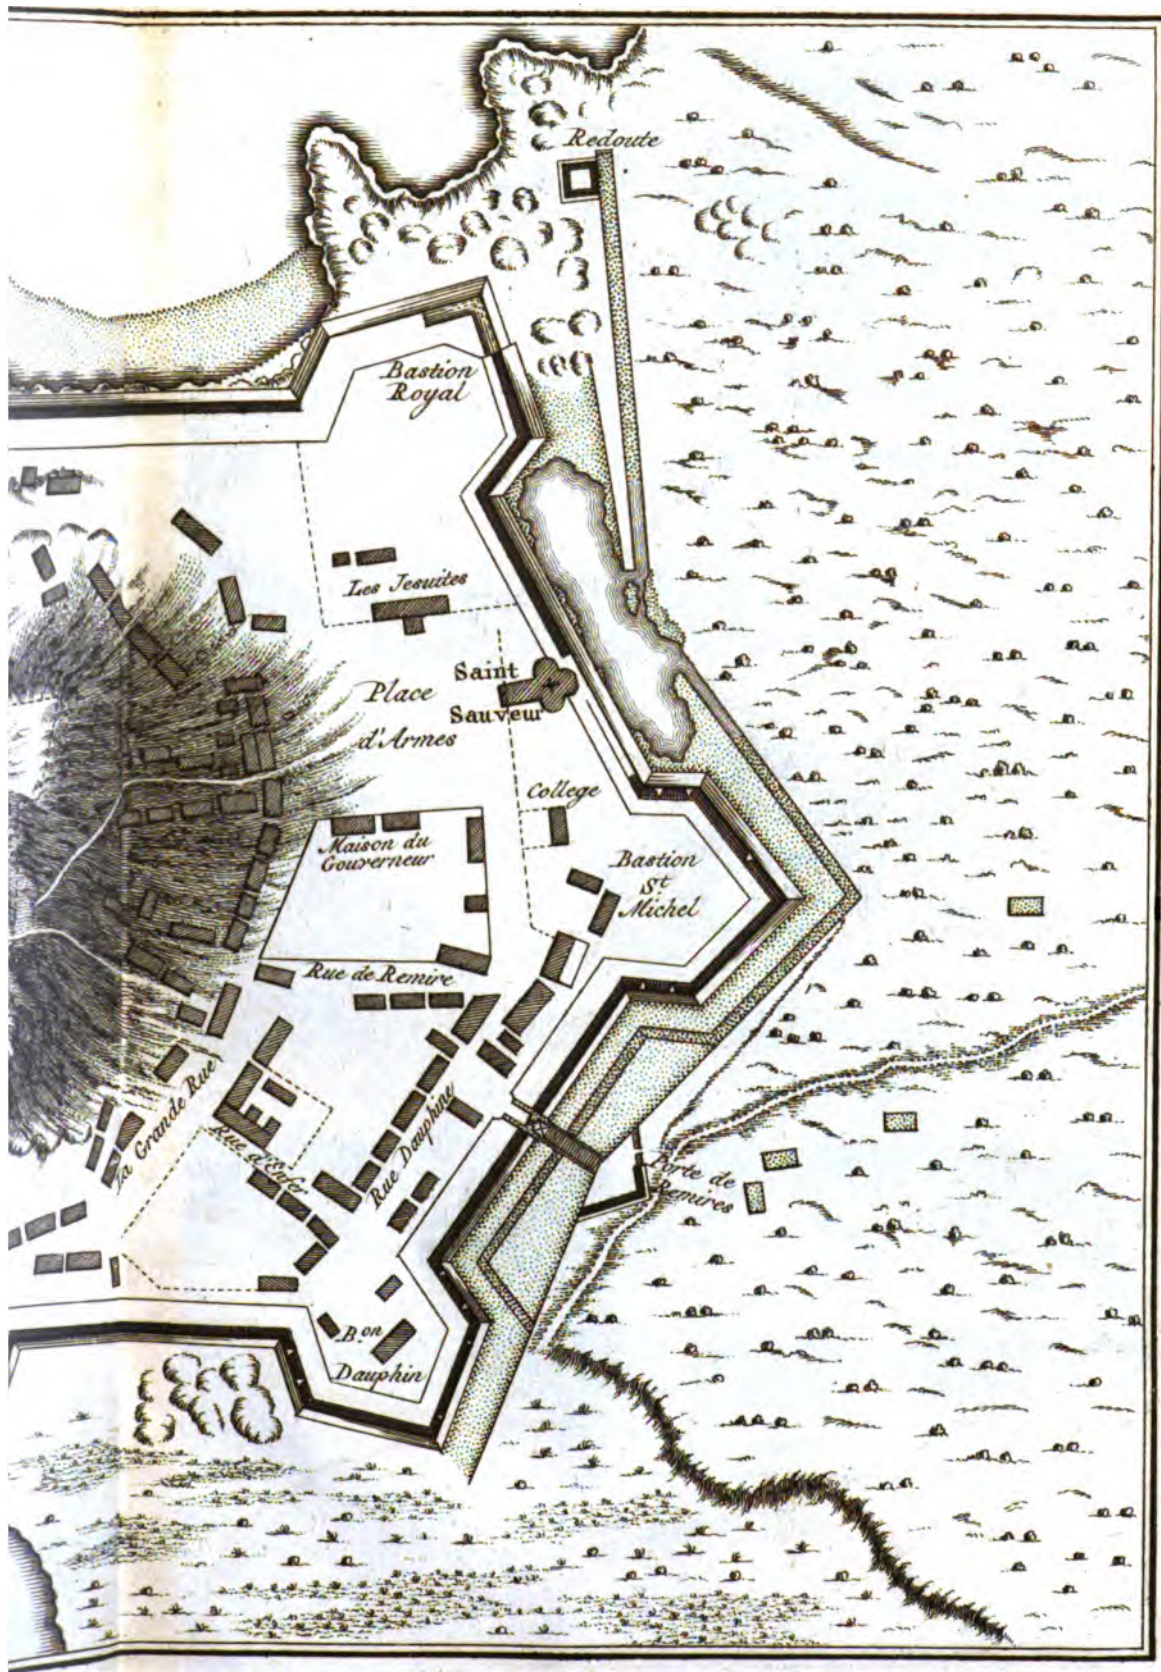 Redoute
Bastion
Royal
Les Jesuites
Saint
Sauveur
Place
d'Armes
College
Maison du
Gouverneur
Bastion
St
Michel
Rue de Remire
La Grande Rue
Rue d'Enfer
Rue Dauphine
Porte de
Remires
B.on
Dauphin